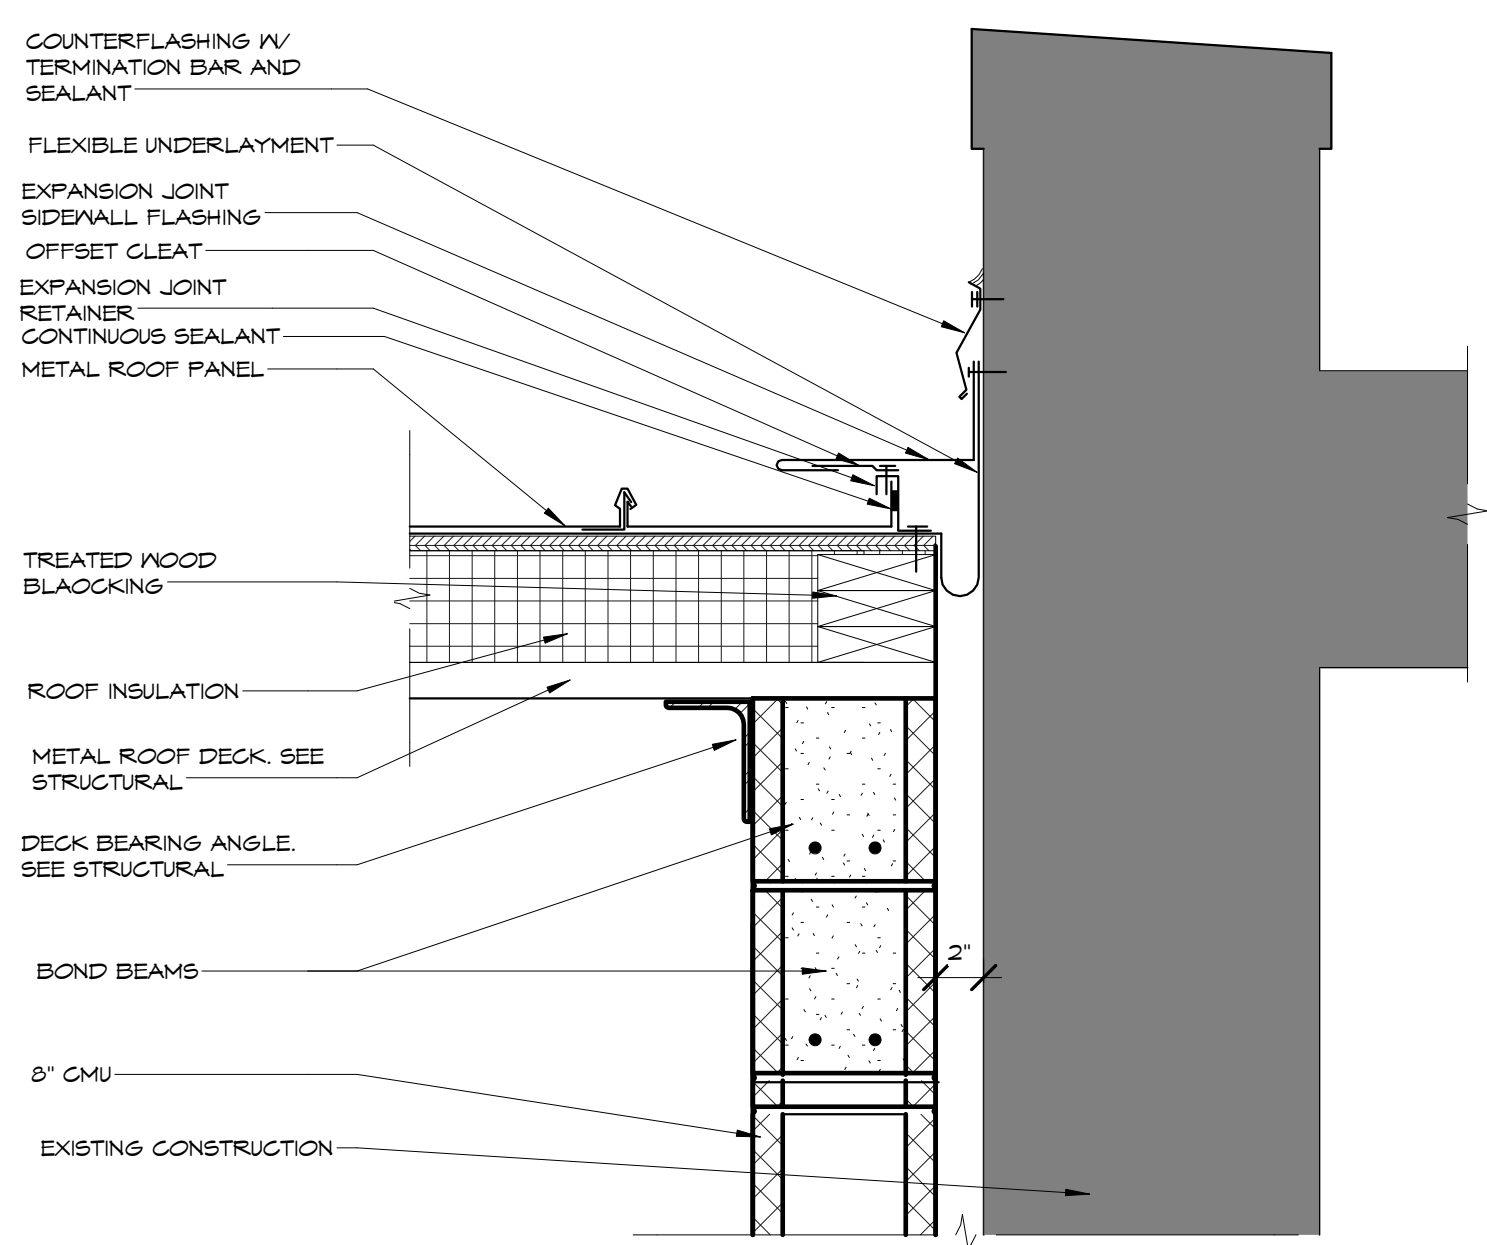 COUNTERFLASHING W/
TERMINATION BAR AND
SEALANT
FLEXIBLE UNDERLAYMENT
EXPANSION JOINT
SIDEWALL FLASHING
OFFSET CLEAT
EXPANSION JOINT
RETAINER
CONTINUOUS SEALANT
METAL ROOF PANEL
TREATED WOOD
BLAOCKING
ROOF INSULATION
METAL ROOF DECK. SEE
STRUCTURAL
DECK BEARING ANGLE.
SEE STRUCTURAL
2"
BOND BEAMS
8" CMU
EXISTING CONSTRUCTION